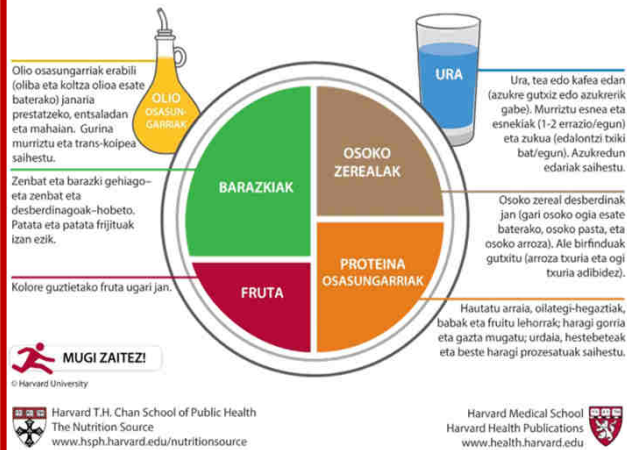 Olio osasungarriak erabili
(oliba eta koltza olioa esate
baterako) janaria
prestatzeko, entsaladan
eta mahaian. Gurina
murriztu eta trans-koipea
saihestu.
OLIO
OSASUN-
GARRIAK
URA
Ura, tea edo kafea edan
(azukre gutxiz edo azukrerik
gabe). Murriztu esnea eta
esnekiak (1-2 errazio/egun)
eta zukua (edalontzi txiki
bat/egun). Azukredun
edariak saihestu.
Zenbat eta barazki gehiago–
eta zenbat eta
desberdinagoak–hobeto.
Patata eta patata frijituak
izan ezik.
BARAZKIAK
OSOKO
ZEREALAK
Osoko zereal desberdinak
jan (gari osoko ogia esate
baterako, osoko pasta, eta
osoko arroza). Ale birfinduak
gutxitu (arroza txuria eta ogi
txuria adibidez).
Kolore guztietako fruta ugari jan.
FRUTA
PROTEINA
OSASUNGARRIAK
Hautatu arraia, oilategi-hegaztiak,
babak eta fruitu lehorrak; haragi gorria
eta gazta mugatu; urdaia, hestebeteak
eta beste haragi prozesatuak saihestu.
MUGI ZAITEZ!
© Harvard University
Harvard T.H. Chan School of Public Health
The Nutrition Source
www.hsph.harvard.edu/nutritionsource
Harvard Medical School
Harvard Health Publications
www.health.harvard.edu